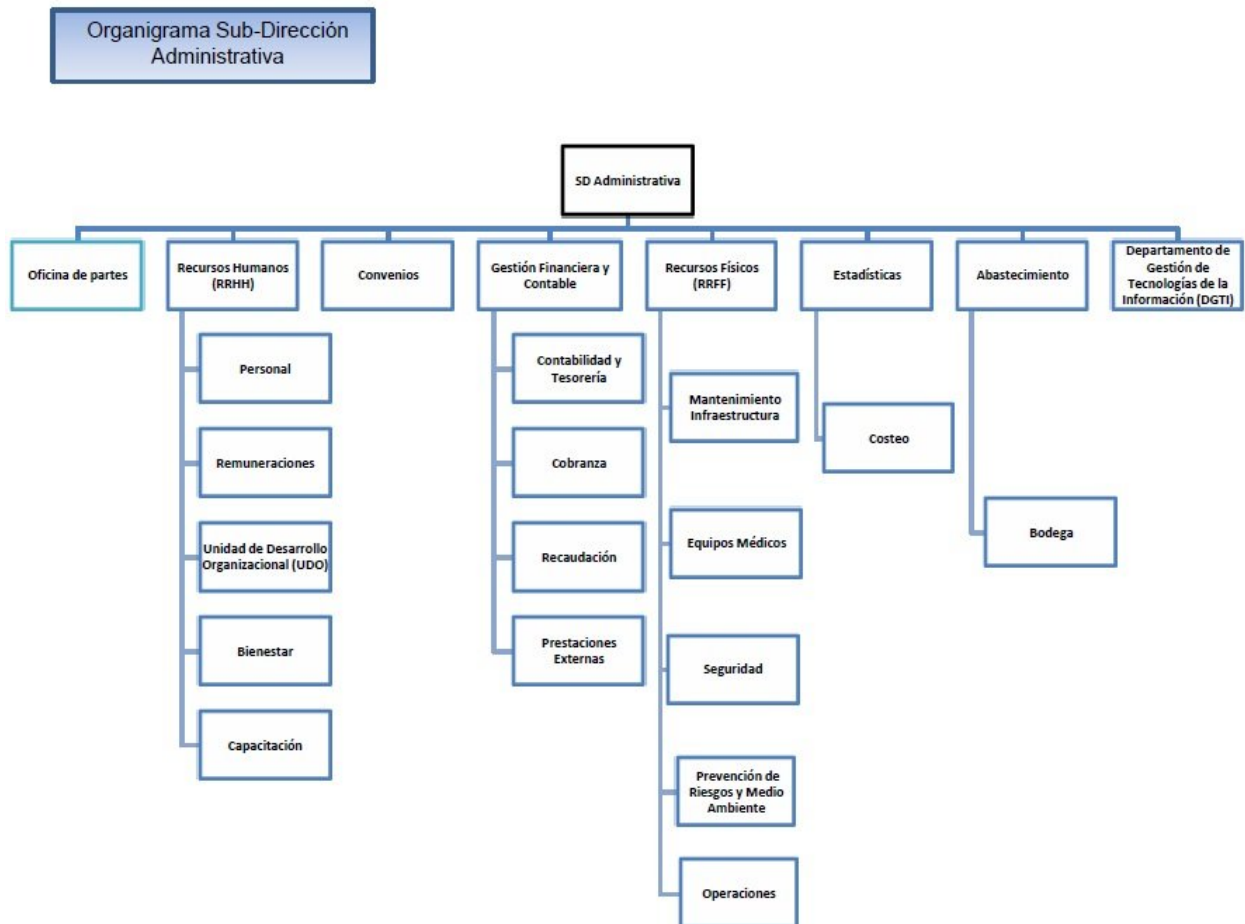 Organigrama Sub-Dirección
Administrativa
SD Administrativa
Oficina de partes
Recursos Humanos
(RRHH)
Convenios
Gestión Financiera y
Contable
Recursos Físicos
(RRFF)
Estadísticas
Abastecimiento
Departamento de
Gestión de
Tecnologías de la
Información (DGTI)
Personal
Remuneraciones
Unidad de Desarrollo
Organizacional (UDO)
Bienestar
Capacitación
Contabilidad y
Tesorería
Cobranza
Recaudación
Prestaciones
Externas
Mantenimiento
Infraestructura
Equipos Médicos
Seguridad
Prevención de
Riesgos y Medio
Ambiente
Operaciones
Costeo
Bodega